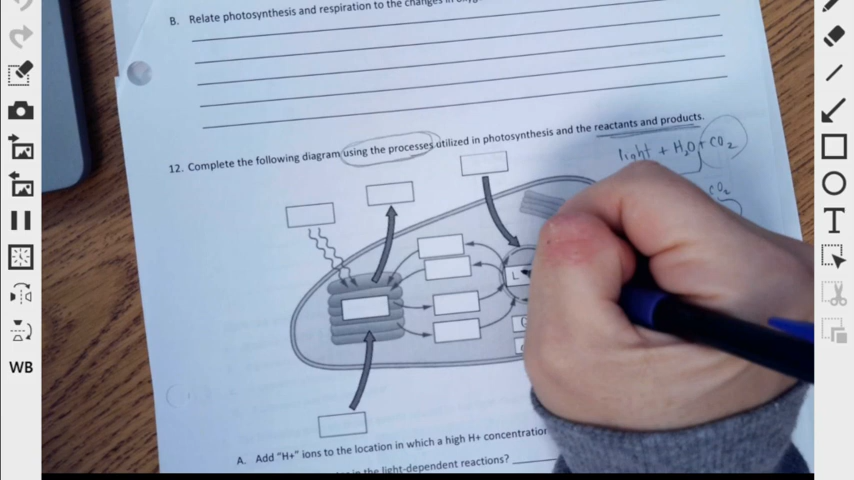 B. Relate photosynthesis and respiration to the changes in
12. Complete the following diagram using the processes utilized in photosynthesis and the reactants and products.
light + H₂O + CO₂
CO₂
L
A. Add "H+" ions to the location in which a high H+ concentration
in the light-dependent reactions?
T
WB